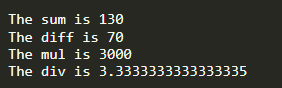 The sum is 130
The diff is 70
The mul is 3000
The div is 3.3333333333333335